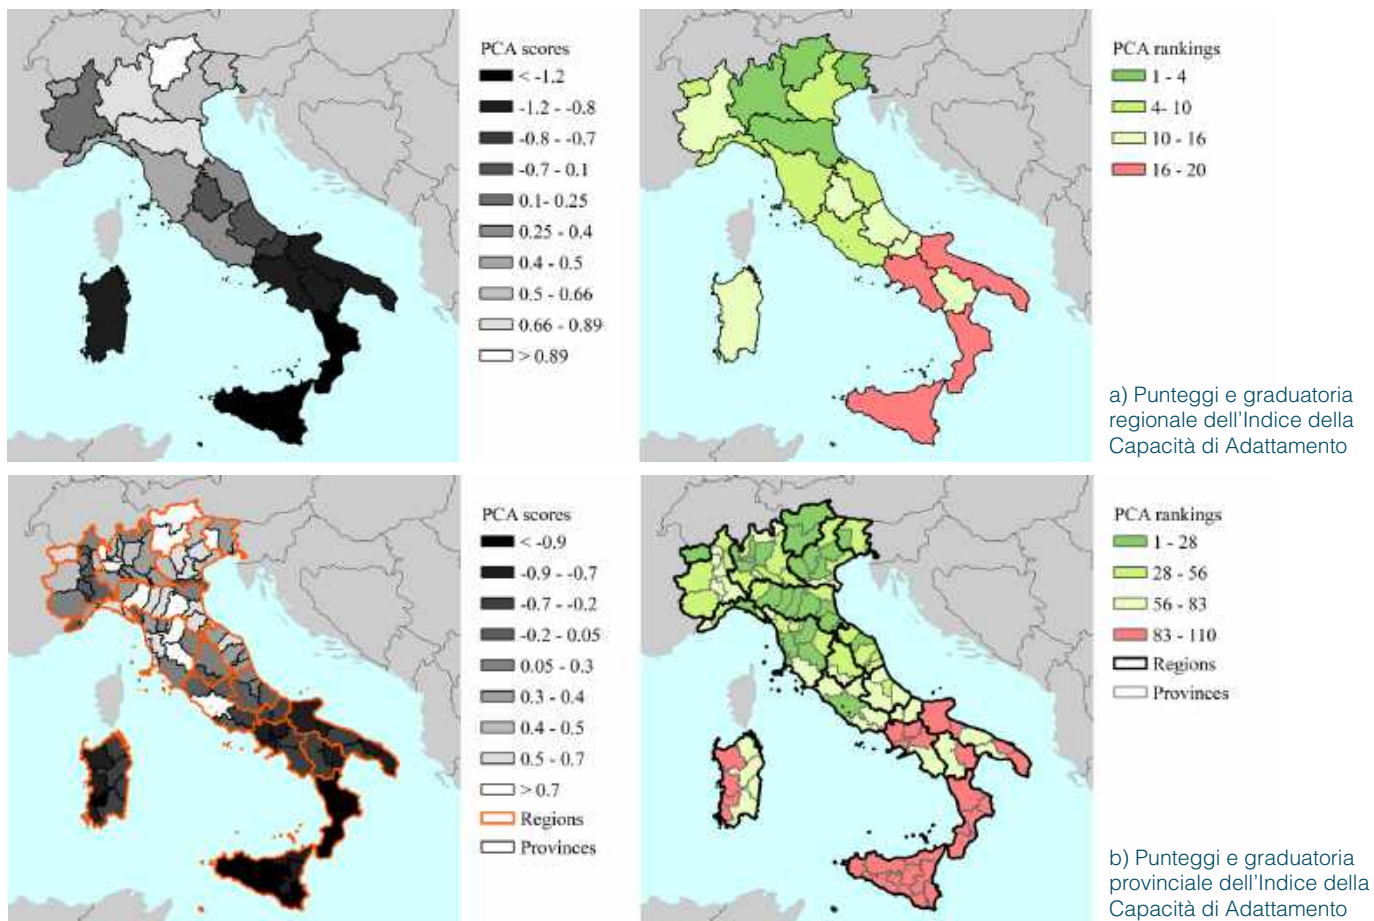 PCA scores
< -1.2
-1.2 - -0.8
-0.8 - -0.7
-0.7 - 0.1
0.1- 0.25
0.25 - 0.4
0.4 - 0.5
0.5 - 0.66
0.66 - 0.89
> 0.89
PCA rankings
1 - 4
4- 10
10 - 16
16 - 20
a) Punteggi e graduatoria
regionale dell'Indice della
Capacità di Adattamento
PCA scores
< -0.9
-0.9 - -0.7
-0.7 - -0.2
-0.2 - 0.05
0.05 - 0.3
0.3 - 0.4
0.4 - 0.5
0.5 - 0.7
> 0.7
Regions
Provinces
PCA rankings
1 - 28
28 - 56
56 - 83
83 - 110
Regions
Provinces
b) Punteggi e graduatoria
provinciale dell'Indice della
Capacità di Adattamento